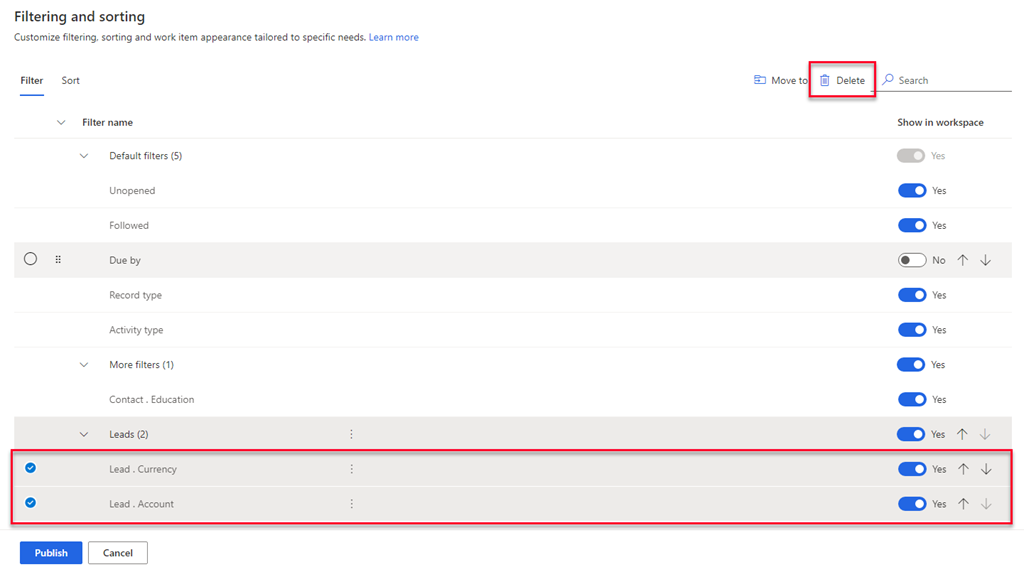 Filtering and sorting
Customize filtering, sorting and work item appearance tailored to specific needs. Learn more
Filter Sort Move to Delete Search
Filter name Show in workspace
Default filters (5) Yes
Unopened Yes
Followed Yes
Due by No
Record type Yes
Activity type Yes
More filters (1) Yes
Contact . Education Yes
Leads (2) Yes
Lead . Currency Yes
Lead . Account Yes
Publish Cancel